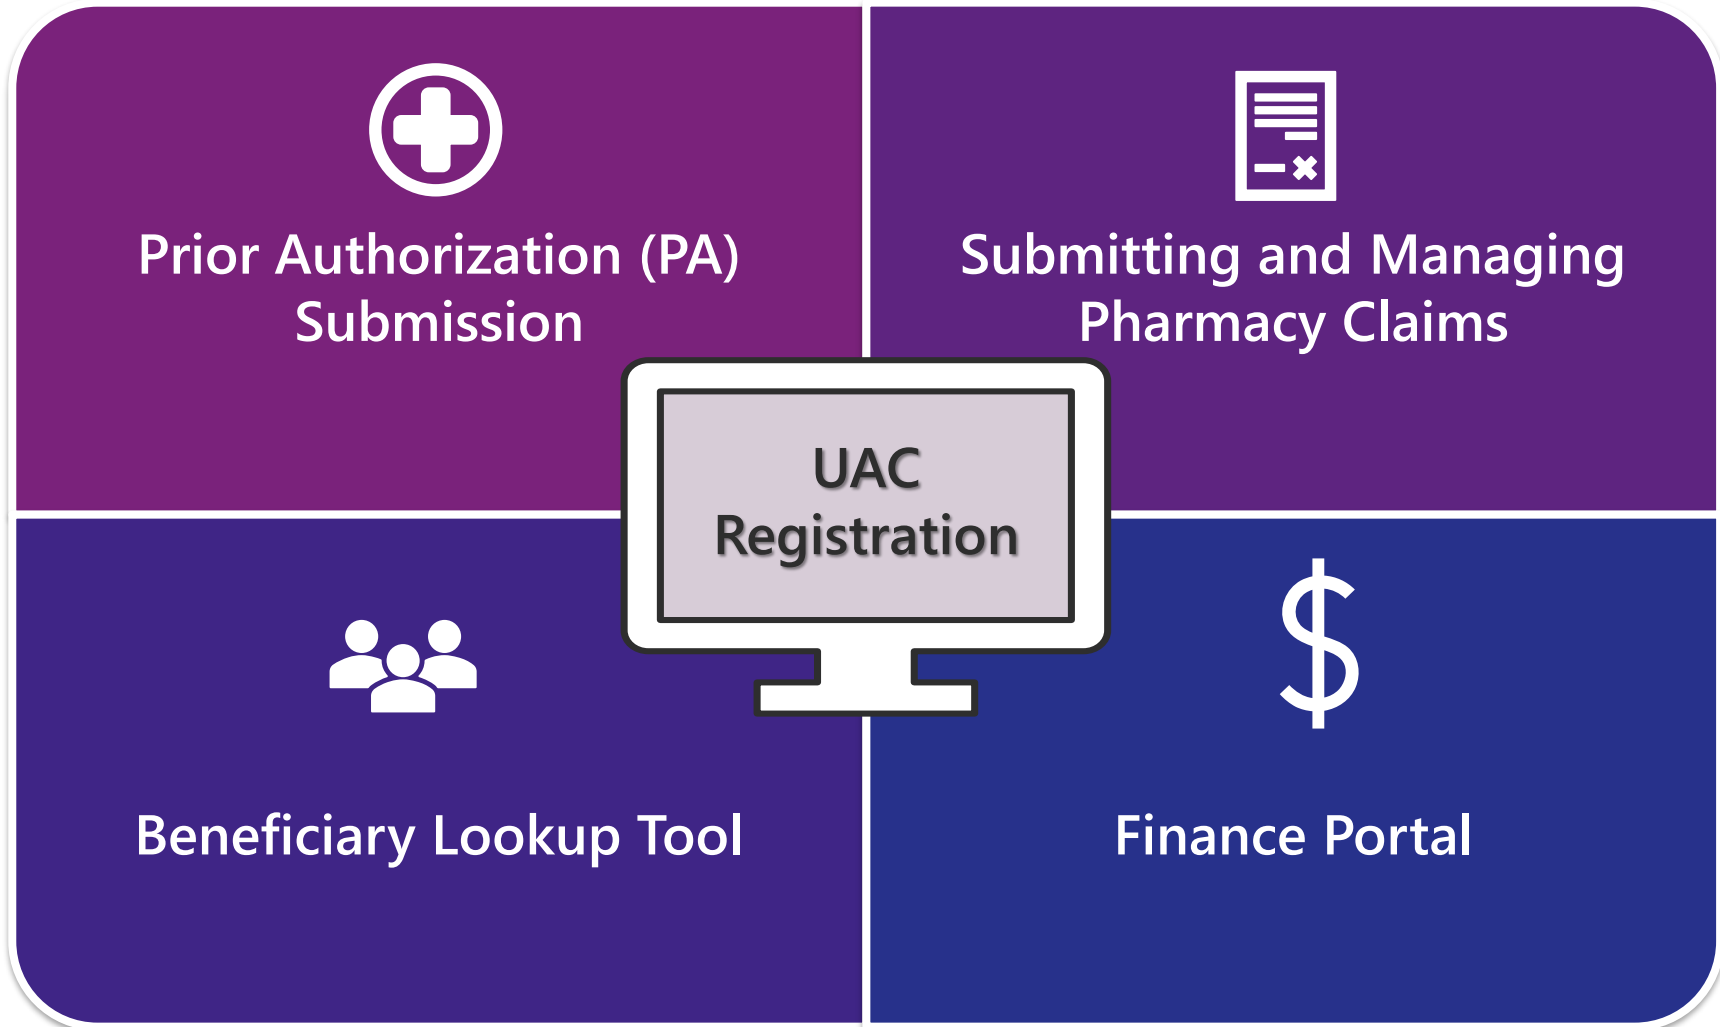 Prior Authorization (PA)
Submission
Submitting and Managing
Pharmacy Claims
UAC
Registration
Beneficiary Lookup Tool
Finance Portal